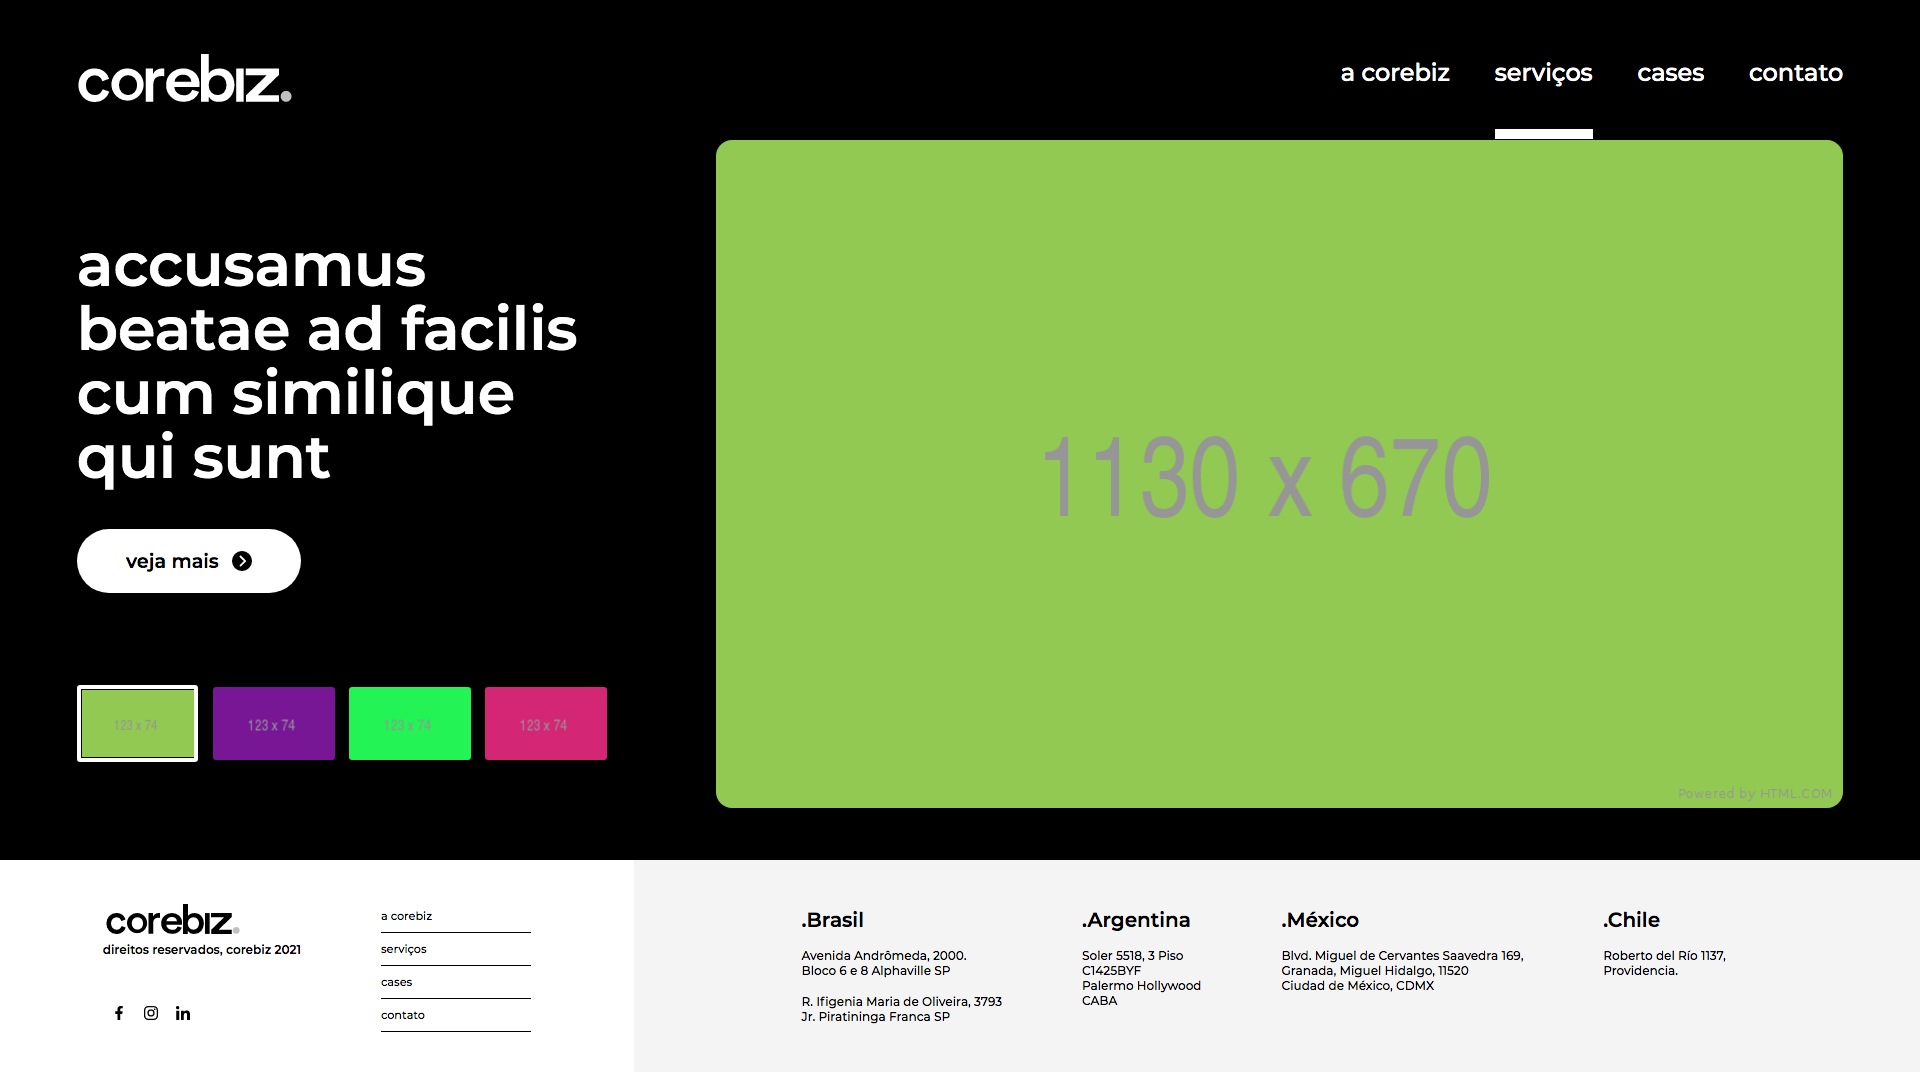 corebiz.
a corebiz
serviços
cases
contato
accusamus
beatae ad facilis
cum similique
qui sunt
veja mais
123 x 74
123 x 74
123 x 74
123 x 74
1130 x 670
Powered by HTML.COM
corebiz.
direitos reservados, corebiz 2021
a corebiz
serviços
cases
contato
.Brasil
Avenida Andrômeda, 2000.
Bloco 6 e 8 Alphaville SP
R. Ifigenia Maria de Oliveira, 3793
Jr. Piratininga Franca SP
.Argentina
Soler 5518, 3 Piso
C1425BYF
Palermo Hollywood
CABA
.México
Blvd. Miguel de Cervantes Saavedra 169,
Granada, Miguel Hidalgo, 11520
Ciudad de México, CDMX
.Chile
Roberto del Río 1137,
Providencia.